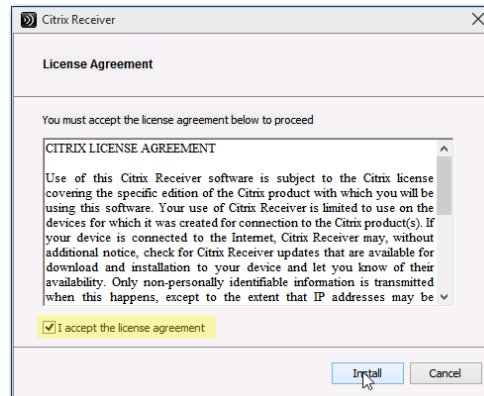 Citrix Receiver
License Agreement
You must accept the license agreement below to proceed
CITRIX LICENSE AGREEMENT
Use of this Citrix Receiver software is subject to the Citrix license
covering the specific edition of the Citrix product with which you will be
using this software. Your use of Citrix Receiver is limited to use on the
devices for which it was created for connection to the Citrix product(s). If
your device is connected to the Internet, Citrix Receiver may, without
additional notice, check for Citrix Receiver updates that are available for
download and installation to your device and let you know of their
availability. Only non-personally identifiable information is transmitted
when this happens, except to the extent that IP addresses may be
I accept the license agreement
Install Cancel